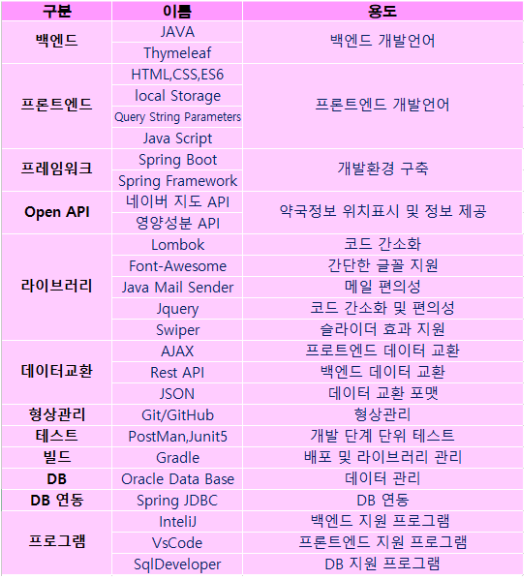 구분 이름 용도
백엔드 JAVA 백엔드 개발언어
Thymeleaf
프론트엔드 HTML,CSS,ES6 프론트엔드 개발언어
local Storage
Query String Parameters
Java Script
프레임워크 Spring Boot 개발환경 구축
Spring Framework
Open API 네이버 지도 API 약국정보 위치표시 및 정보 제공
영양성분 API
라이브러리 Lombok 코드 간소화
Font-Awesome 간단한 글꼴 지원
Java Mail Sender 메일 편의성
Jquery 코드 간소화 및 편의성
Swiper 슬라이더 효과 지원
데이터교환 AJAX 프로트엔드 데이터 교환
Rest API 백엔드 데이터 교환
JSON 데이터 교환 포맷
형상관리 Git/GitHub 형상관리
테스트 PostMan,Junit5 개발 단계 단위 테스트
빌드 Gradle 배포 및 라이브러리 관리
DB Oracle Data Base 데이터 관리
DB 연동 Spring JDBC DB 연동
프로그램 InteliJ 백엔드 지원 프로그램
VsCode 프론트엔드 지원 프로그램
SqlDeveloper DB 지원 프로그램